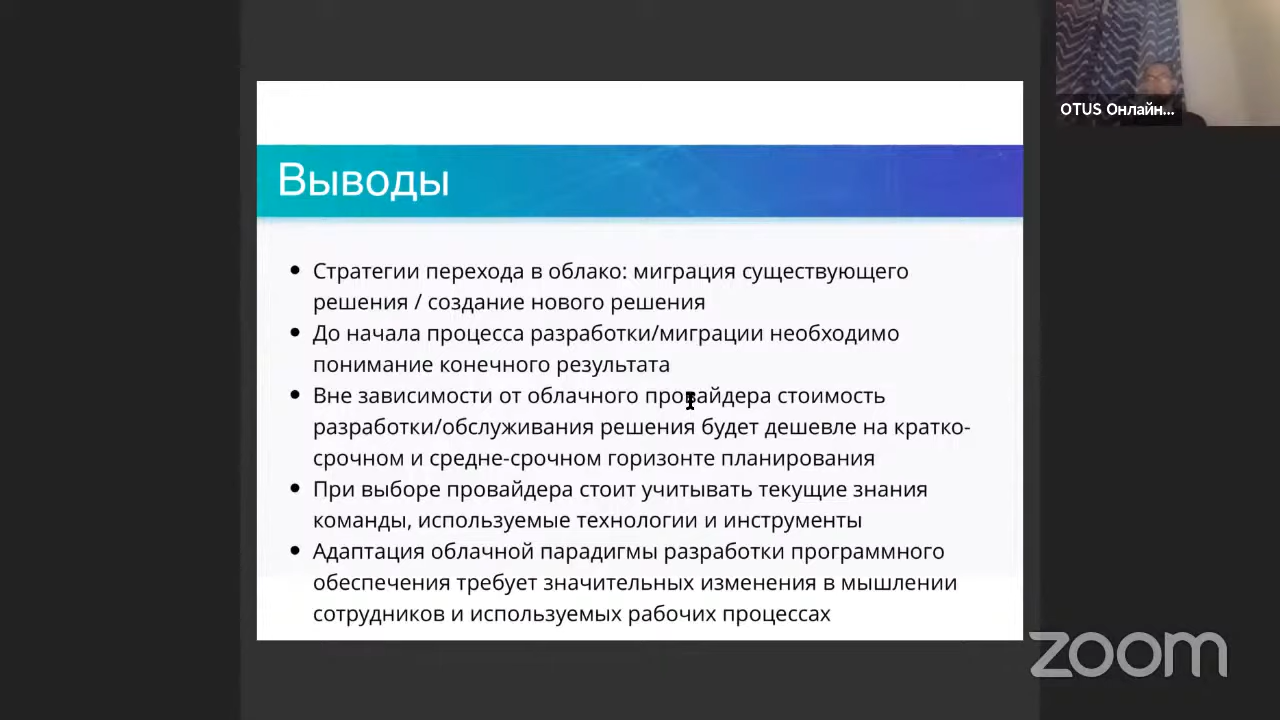 OTUS Онлайн...
Выводы
• Стратегии перехода в облако: миграция существующего
решения / создание нового решения
• До начала процесса разработки/миграции необходимо
понимание конечного результата
• Вне зависимости от облачного провайдера стоимость
разработки/обслуживания решения будет дешевле на кратко-
срочном и средне-срочном горизонте планирования
• При выборе провайдера стоит учитывать текущие знания
команды, используемые технологии и инструменты
• Адаптация облачной парадигмы разработки программного
обеспечения требует значительных изменения в мышлении
сотрудников и используемых рабочих процессах
zoom